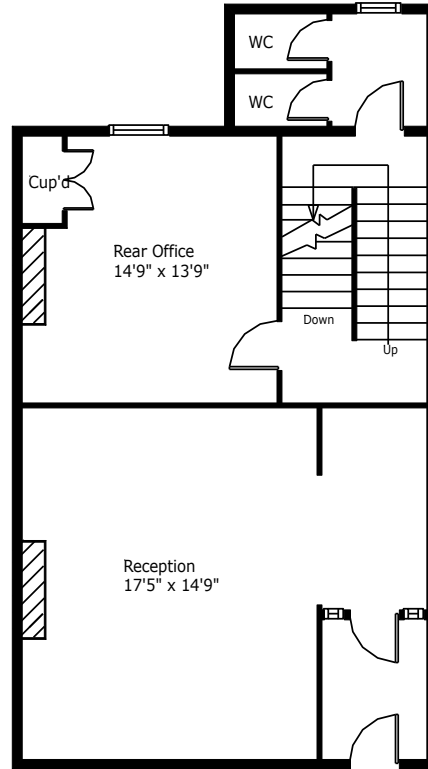 WC
WC
Cup'd
Rear Office
14'9" x 13'9"
Down
Up
Reception
17'5" x 14'9"